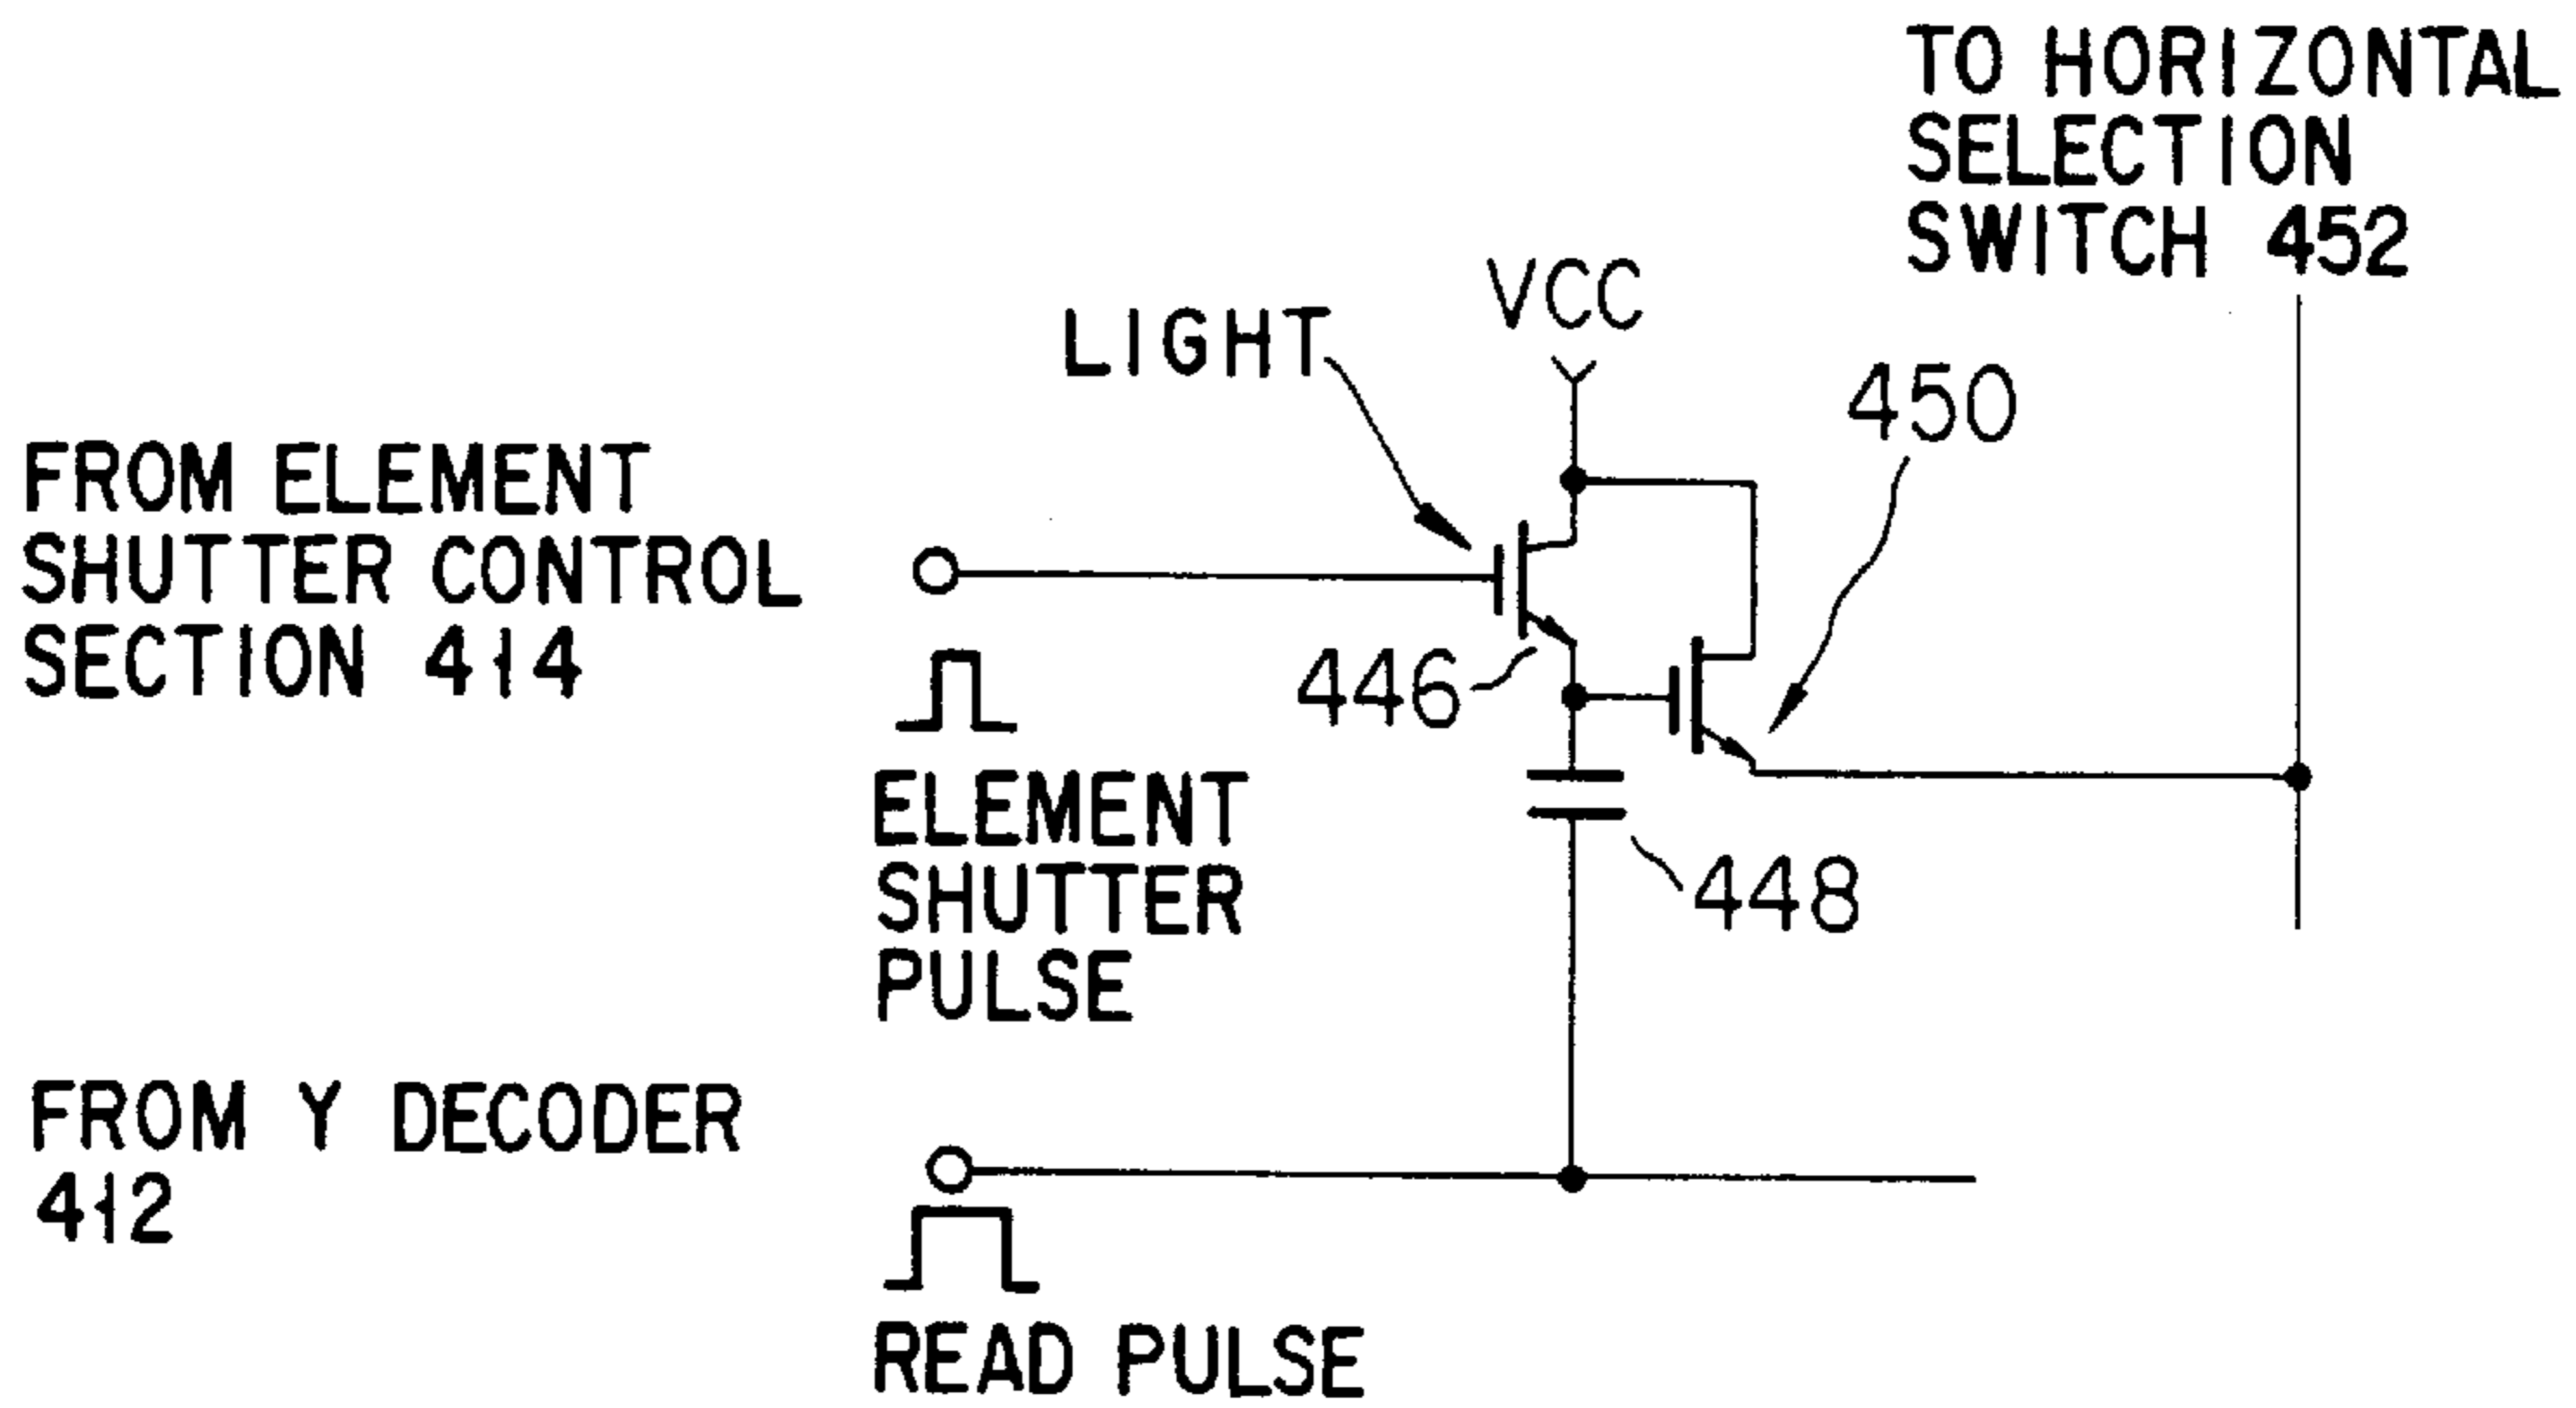 TO HORIZONTAL
SELECTION
SWITCH 452
VCC
LIGHT
450
FROM ELEMENT
SHUTTER CONTROL
SECTION 414
446
ELEMENT
SHUTTER
PULSE
448
FROM Y DECODER
412
READ PULSE